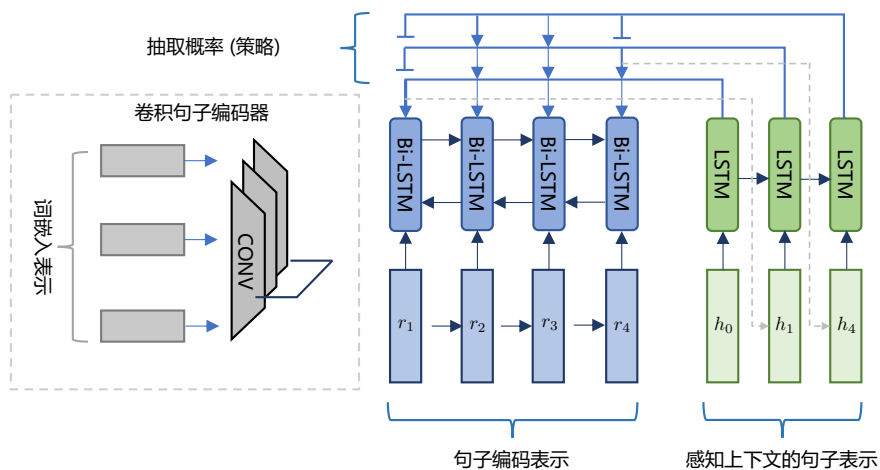 抽取概率 (策略)
卷积句子编码器
词嵌入表示
CONV
Bi-LSTM
Bi-LSTM
Bi-LSTM
Bi-LSTM
LSTM
LSTM
LSTM
r1
r2
r3
r4
h0
h1
h4
句子编码表示
感知上下文的句子表示